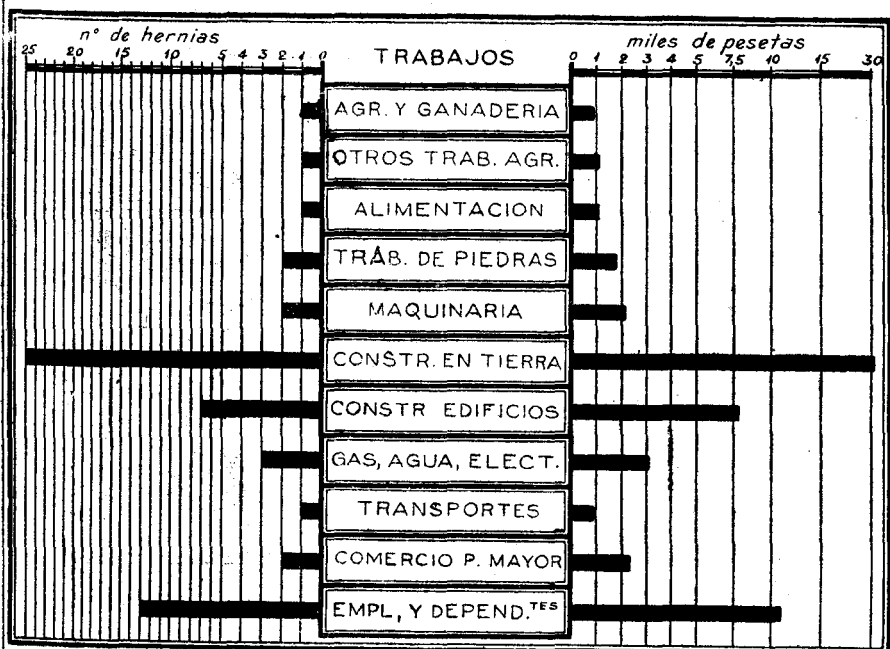 nº de hernias
TRABAJOS
miles de pesetas
25 20 15 10 5 4 3 2 1 0
0 1 2 3 4 5 7,5 10 15 30
AGR. Y GANADERIA
OTROS TRAB. AGR.
ALIMENTACION
TRAB. DE PIEDRAS
MAQUINARIA
CONSTR. EN TIERRA
CONSTR EDIFICIOS
GAS, AGUA, ELECT.
TRANSPORTES
COMERCIO P. MAYOR
EMPL, Y DEPEND.TES